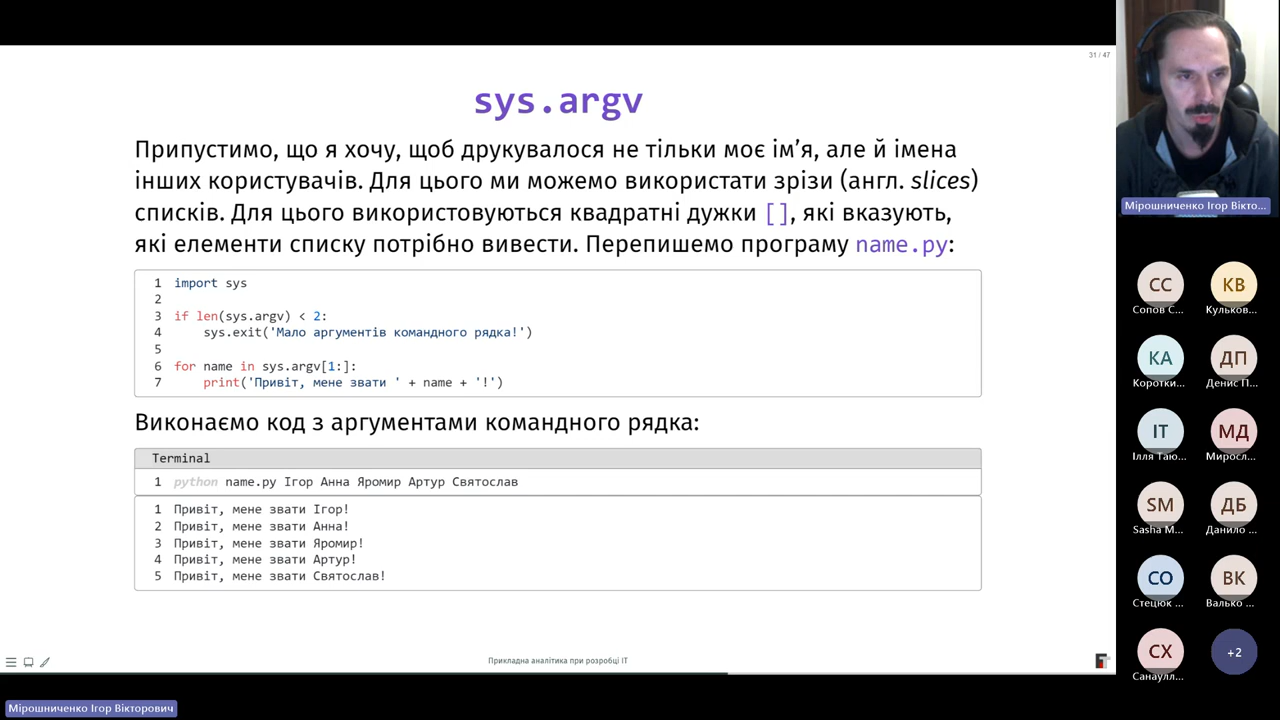 31 / 47
sys.argv
Припустимо, що я хочу, щоб друкувалося не тільки моє ім’я, але й імена
інших користувачів. Для цього ми можемо використати зрізи (англ. slices)
списків. Для цього використовуються квадратні дужки [], які вказують,
які елементи списку потрібно вивести. Перепишемо програму name.py:
1 import sys
2
3 if len(sys.argv) < 2:
4     sys.exit('Мало аргументів командного рядка!')
5
6 for name in sys.argv[1:]:
7     print('Привіт, мене звати ' + name + '!')
Виконаємо код з аргументами командного рядка:
Terminal
1 python name.py Ігор Анна Яромир Артур Святослав
1 Привіт, мене звати Ігор!
2 Привіт, мене звати Анна!
3 Привіт, мене звати Яромир!
4 Привіт, мене звати Артур!
5 Привіт, мене звати Святослав!
Прикладна аналітика при розробці ІТ
Мірошниченко Ігор Вікторович
Мірошниченко Ігор Вікто...
СС КВ
Сопов С... Кульков...
КА ДП
Коротки... Денис П...
ІТ МД
Ілля Таю... Миросл...
SM ДБ
Sasha M... Данило ...
СО ВК
Стецюк ... Валько ...
СХ +2
Санаулл...